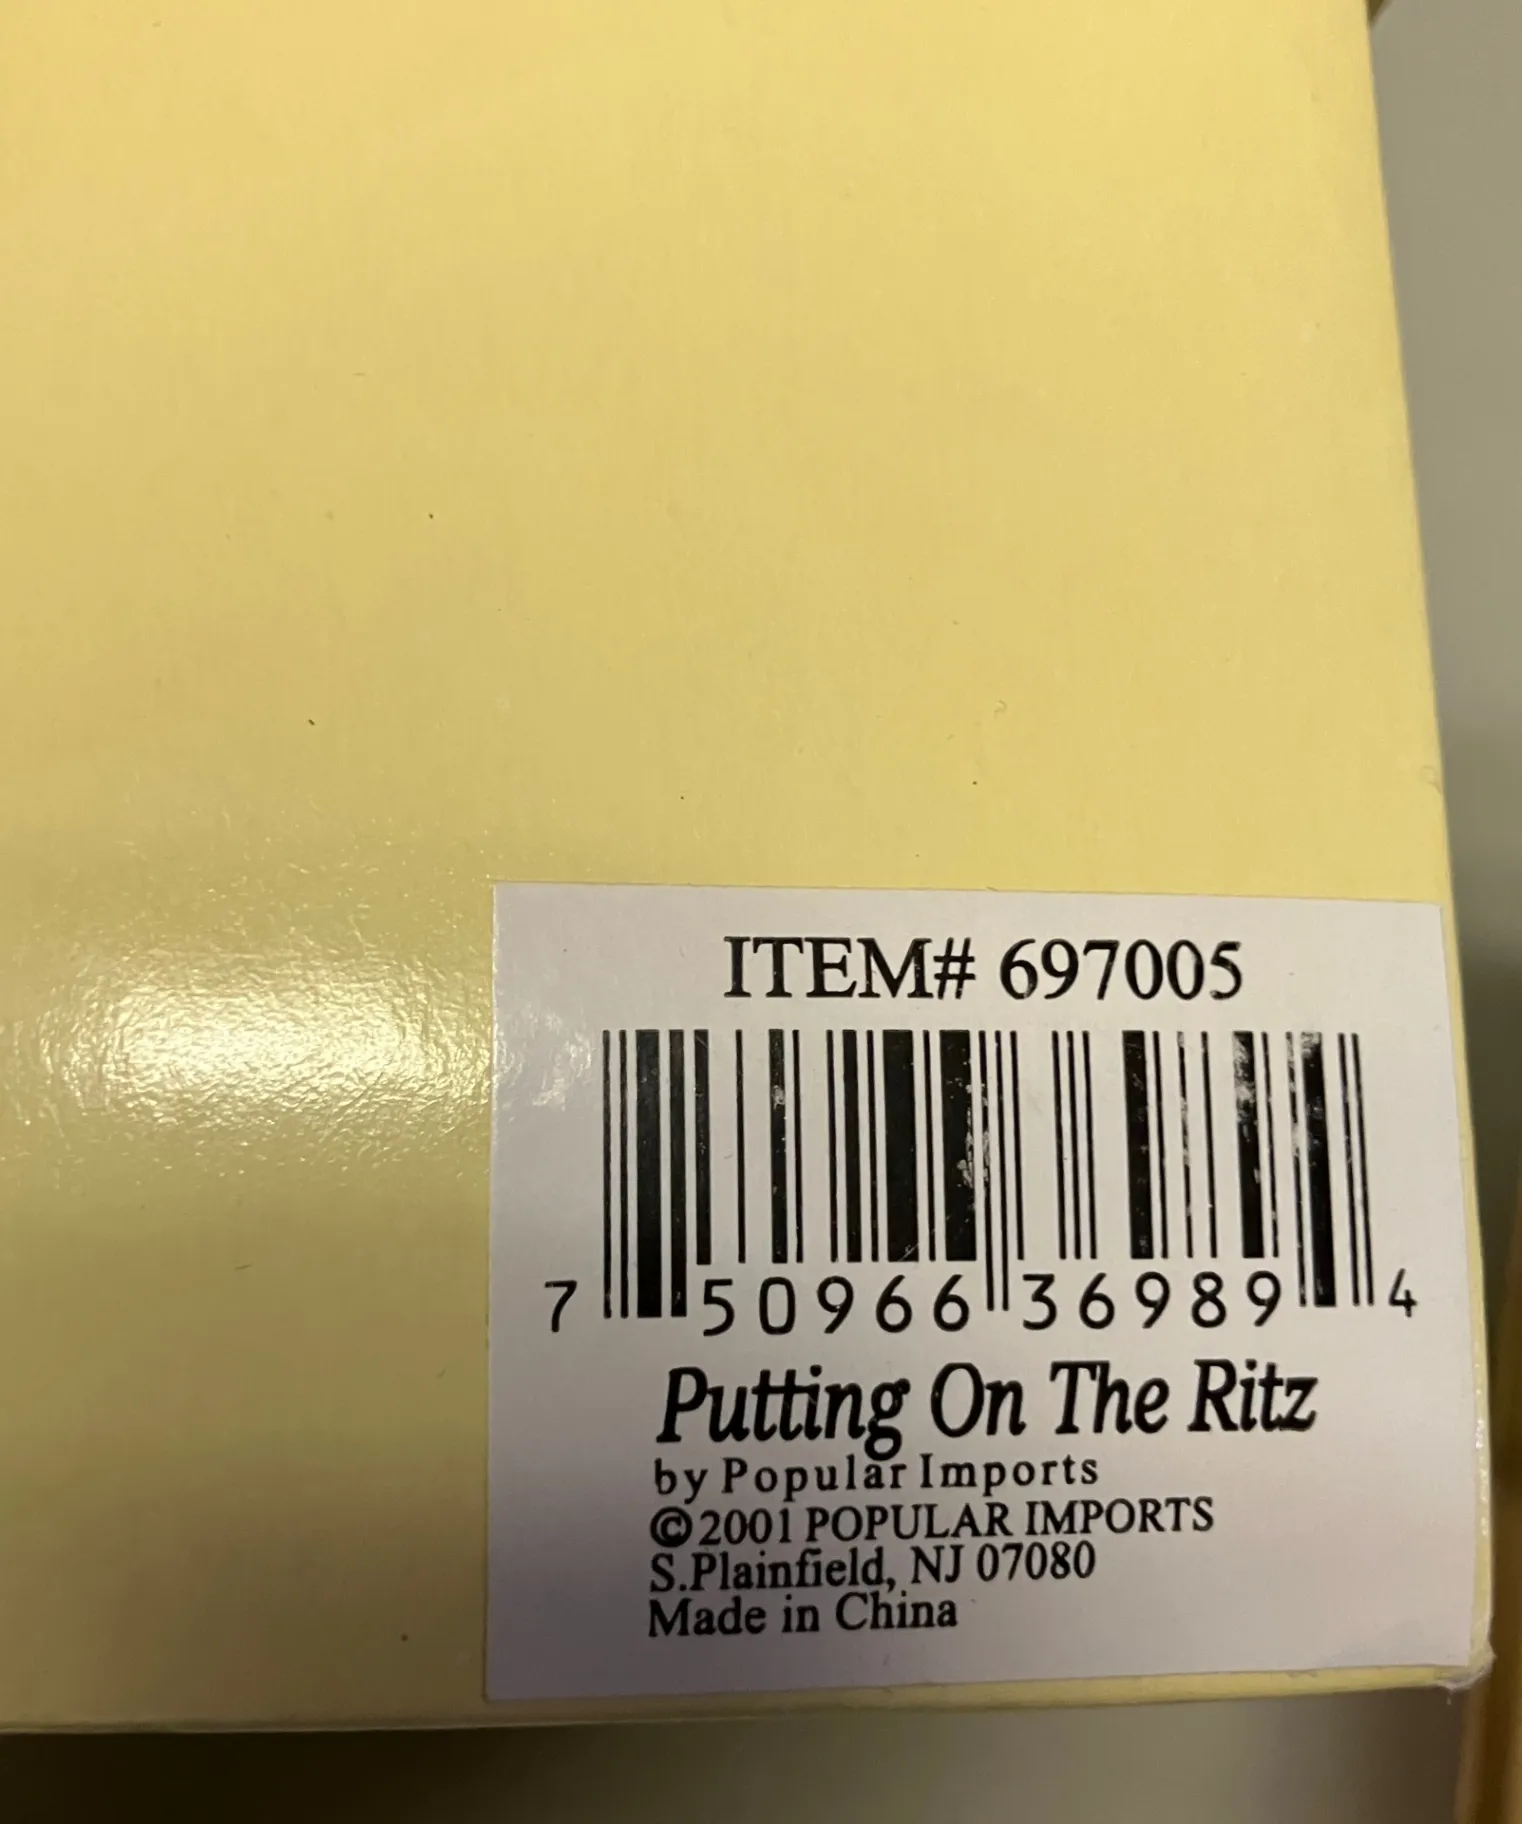 ITEM# 697005
7 50966 36989 4
Putting On The Ritz
by Popular Imports
©2001 POPULAR IMPORTS
S.Plainfield, NJ 07080
Made in China